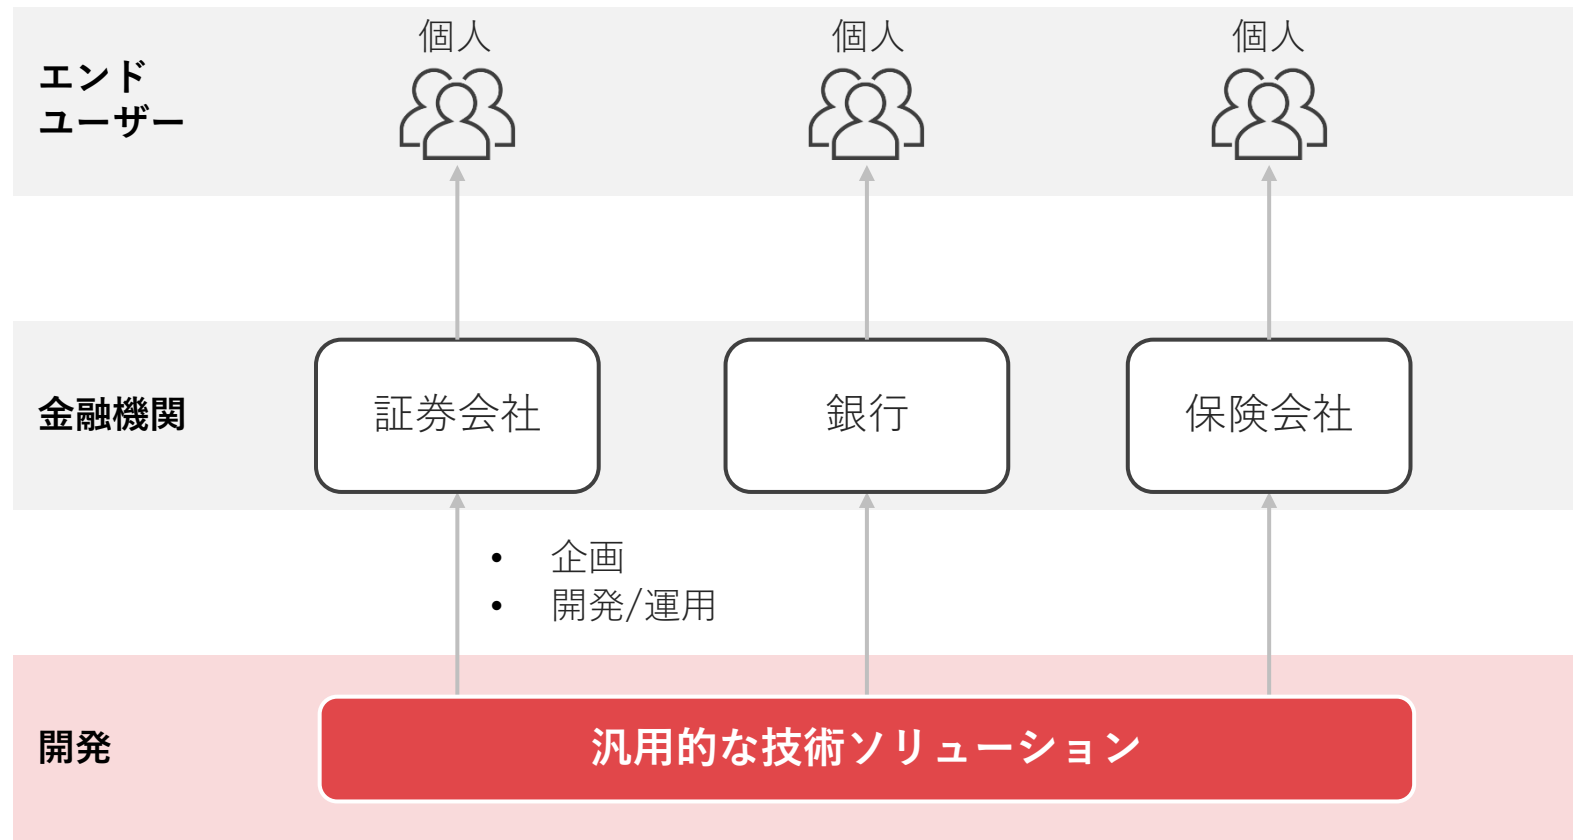 個人
個人
個人
エンド
ユーザー
金融機関
証券会社
銀行
保険会社
• 企画
• 開発/運用
開発
汎用的な技術ソリューション